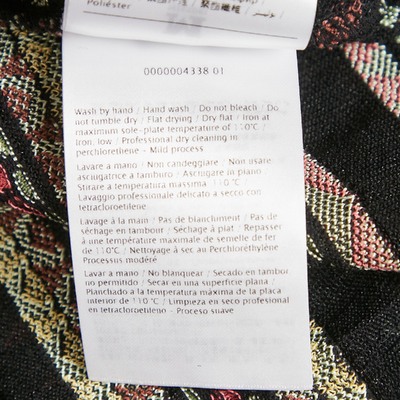 Poliéster
0000004338 01
Wash by hand / Hand wash / Do not bleach / Do
not tumble dry / Flat drying / Dry flat / Iron at
maximum sole-plate temperature of 110°C /
Iron, low / Professional dry cleaning in
perchlorethene - Mild process
Lavare a mano / Non candeggiare / Non usare
asciugatrice a tamburo / Asciugare in piano
Stirare a temperatura massima 110°C
Lavaggio professionale delicato a secco con
tetracloroetilene
Lavage à la main / Pas de blanchiment / Pas de
séchage en tambour / Séchage à plat / Repasser
à une température maximale de semelle de fer
de 110°C / Nettoyage à sec au Perchloréthylène
Processus modéré
Lavar a mano / No blanquear / Secado en tambor
no permitido / Secar en una superficie plana /
Planchado a la temperatura máxima de la placa
interior de 110°C / Limpieza en seco profesional
en tetracloroetileno - Proceso suave